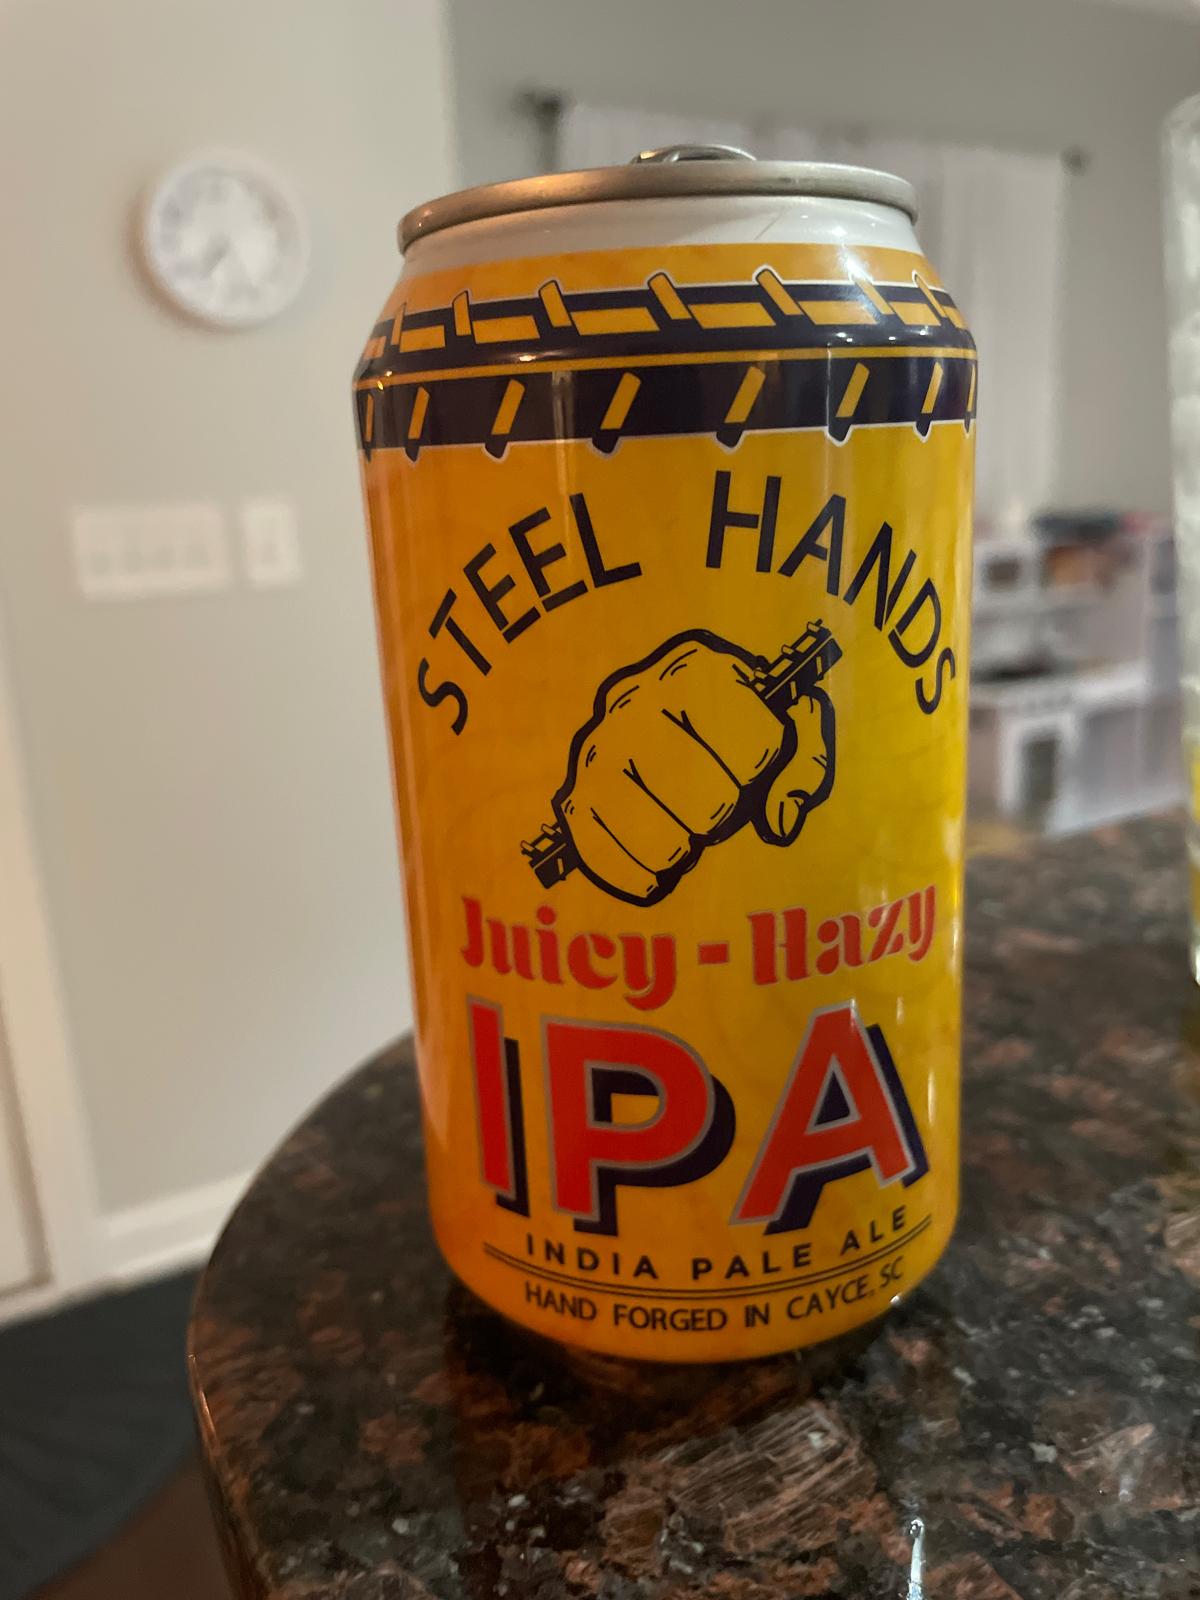 STEEL HANDS
Juicy - Hazy
IPA
INDIA PALE ALE
HAND FORGED IN CAYCE, SC